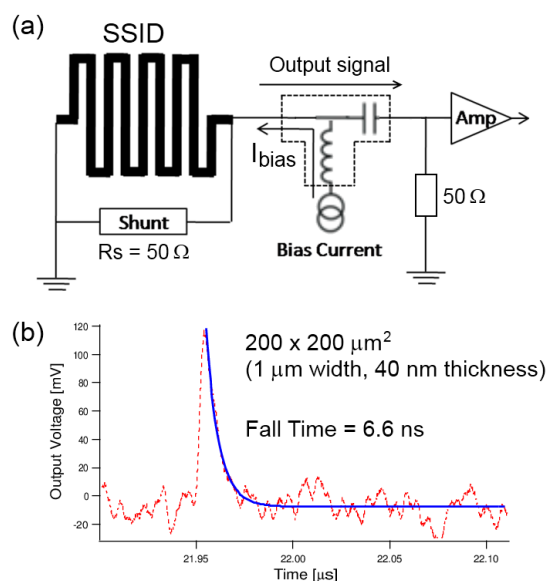 (a)
SSID
Output signal
Amp
I bias
50 Ω
Shunt
Rs = 50 Ω
Bias Current
(b)
200 x 200 μm²
(1 μm width, 40 nm thickness)
Fall Time = 6.6 ns
Output Voltage [mV]
120
100
80
60
40
20
0
-20
21.95
22.00
22.05
22.10
Time [μs]